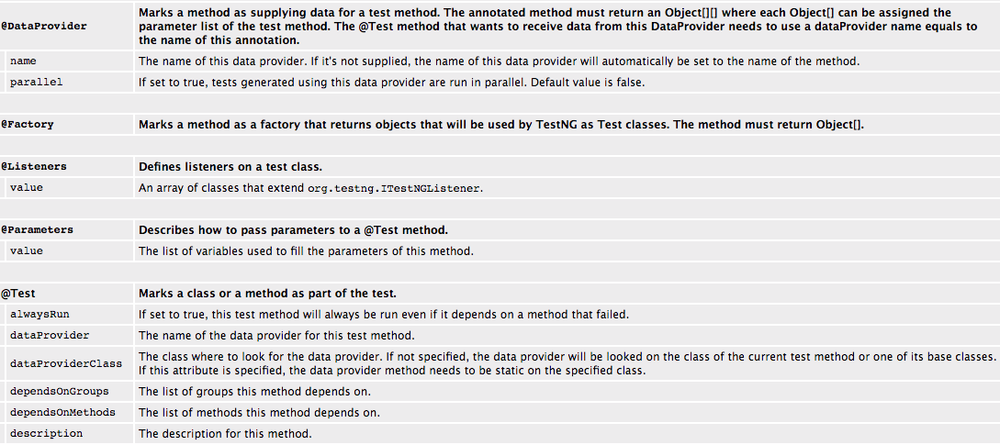 @DataProvider
Marks a method as supplying data for a test method. The annotated method must return an Object[][] where each Object[] can be assigned the
parameter list of the test method. The @Test method that wants to receive data from this DataProvider needs to use a dataProvider name equals to
the name of this annotation.
name The name of this data provider. If it's not supplied, the name of this data provider will automatically be set to the name of the method.
parallel If set to true, tests generated using this data provider are run in parallel. Default value is false.
@Factory Marks a method as a factory that returns objects that will be used by TestNG as Test classes. The method must return Object[].
@Listeners Defines listeners on a test class.
value An array of classes that extend org.testng.ITestNGListener.
@Parameters Describes how to pass parameters to a @Test method.
value The list of variables used to fill the parameters of this method.
@Test Marks a class or a method as part of the test.
alwaysRun If set to true, this test method will always be run even if it depends on a method that failed.
dataProvider The name of the data provider for this test method.
dataProviderClass
The class where to look for the data provider. If not specified, the data provider will be looked on the class of the current test method or one of its base classes.
If this attribute is specified, the data provider method needs to be static on the specified class.
dependsOnGroups The list of groups this method depends on.
dependsOnMethods The list of methods this method depends on.
description The description for this method.